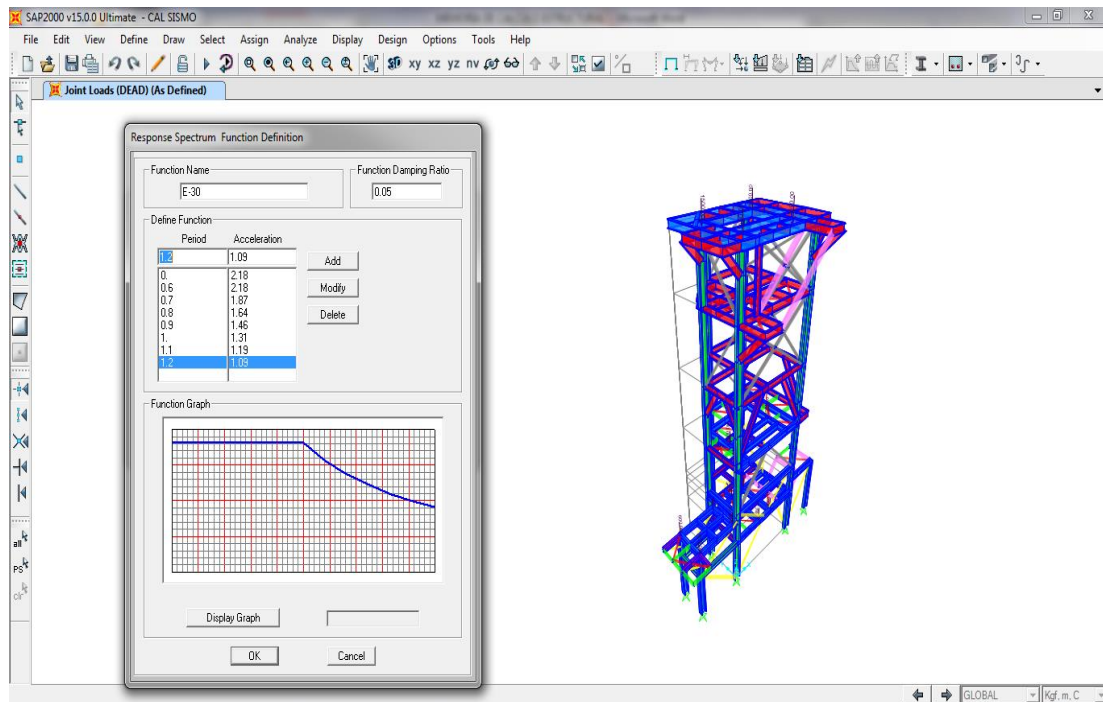 SAP2000 v15.0.0 Ultimate - CAL SISMO
File Edit View Define Draw Select Assign Analyze Display Design Options Tools Help
3D xy xz yz nv
Joint Loads (DEAD) (As Defined)
Response Spectrum Function Definition
Function Name
Function Damping Ratio
E-30
0.05
Define Function
Period Acceleration
1.2 1.09
0. 2.18
0.6 2.18
0.7 1.87
0.8 1.64
0.9 1.46
1. 1.31
1.1 1.19
1.2 1.09
Add
Modify
Delete
Function Graph
Display Graph
OK Cancel
all
PS
clr
GLOBAL Kgf, m, C